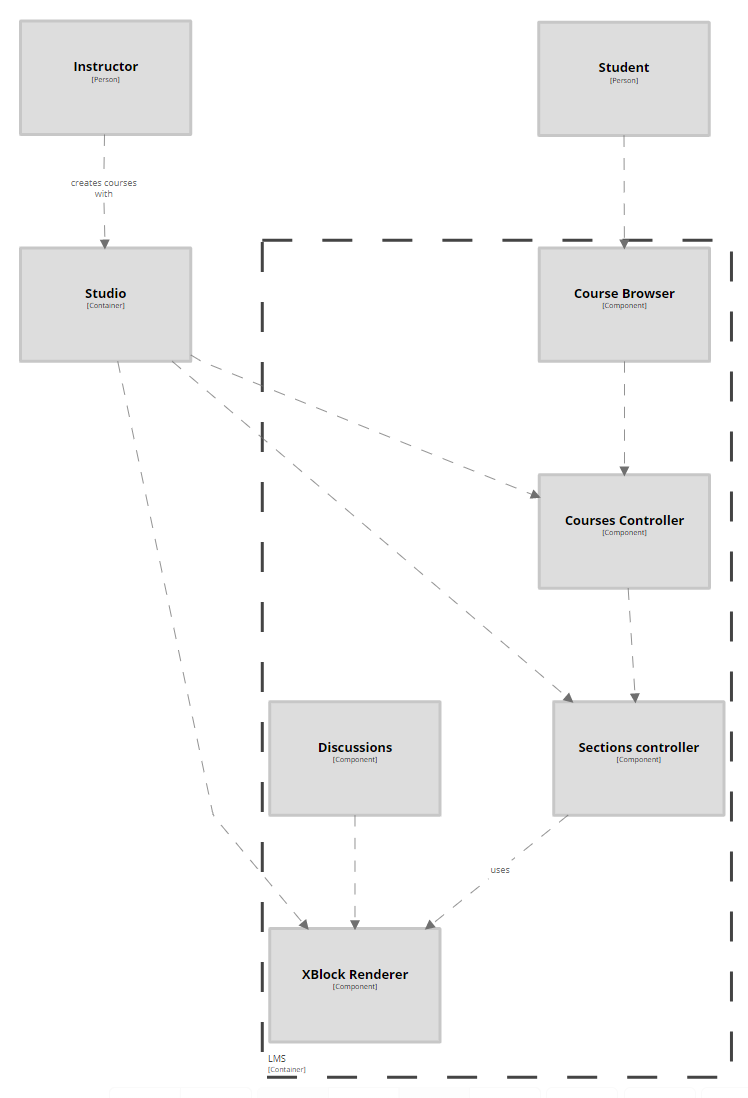 Instructor
[Person]
Student
[Person]
creates courses
with
Studio
[Container]
Course Browser
[Component]
Courses Controller
[Component]
Discussions
[Component]
Sections controller
[Component]
uses
XBlock Renderer
[Component]
LMS
[Container]